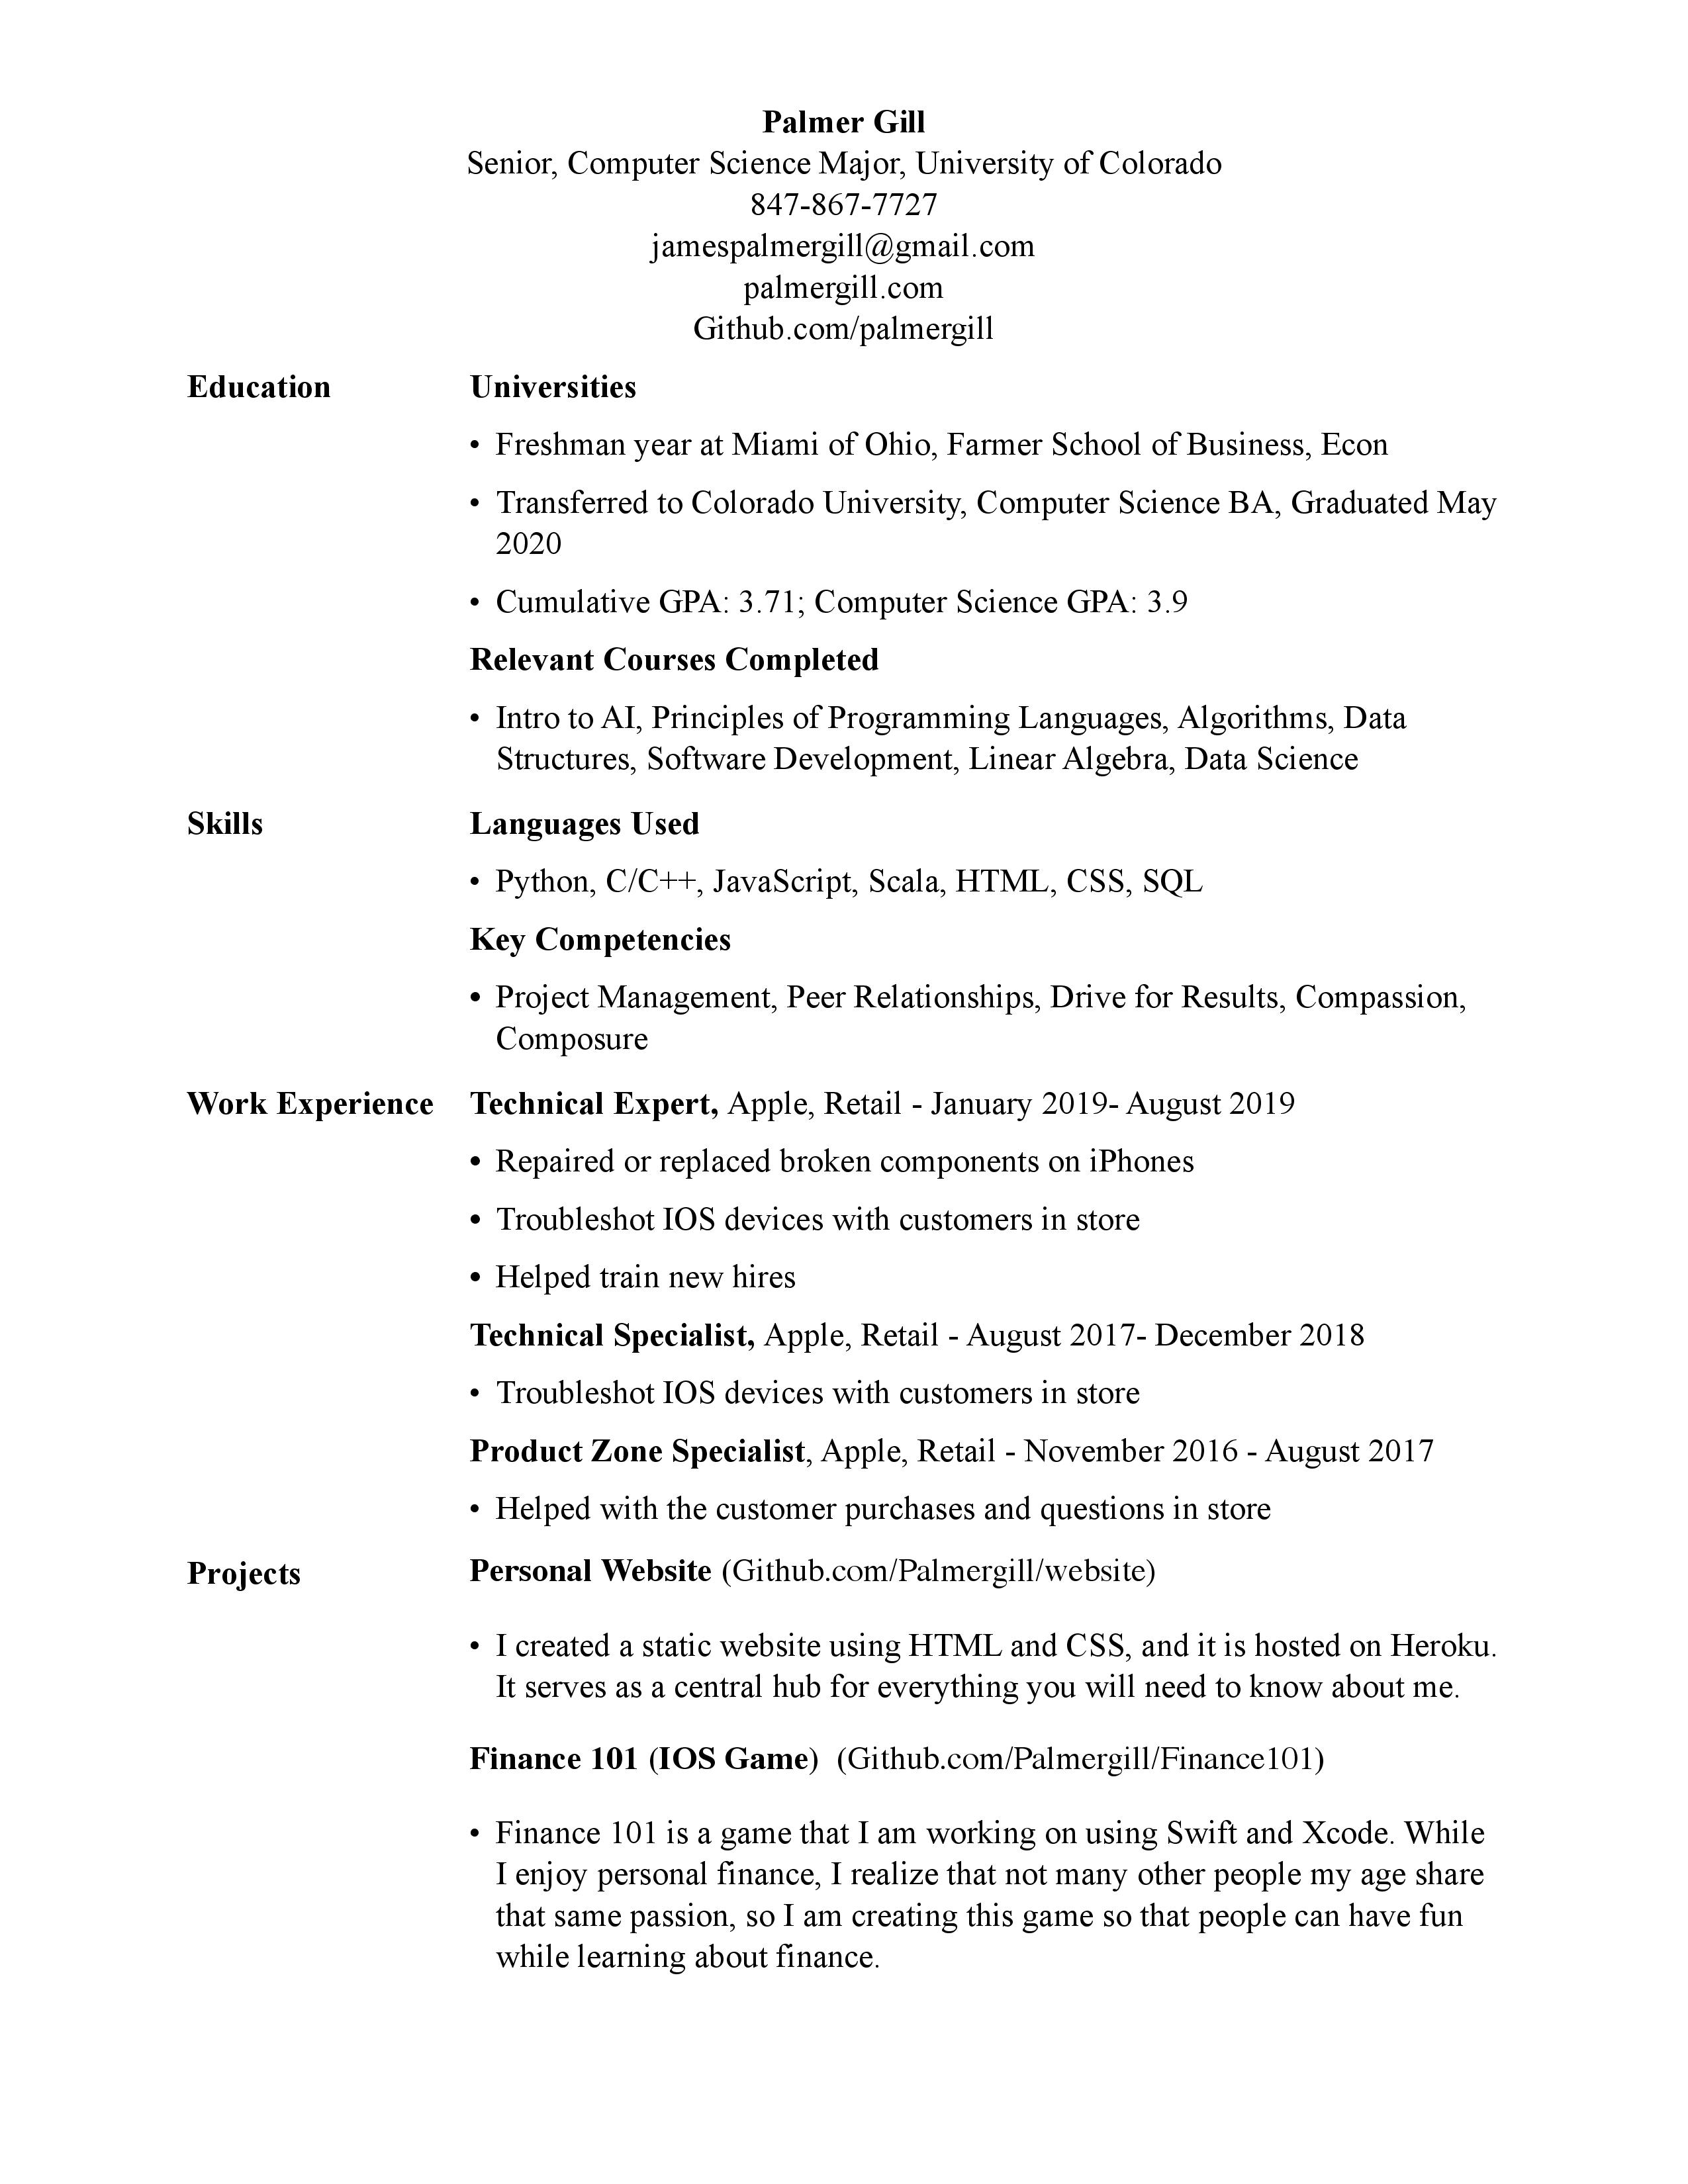 Palmer Gill
Senior, Computer Science Major, University of Colorado
847-867-7727
jamespalmergill@gmail.com
palmergill.com
Github.com/palmergill
Education
Universities
• Freshman year at Miami of Ohio, Farmer School of Business, Econ
• Transferred to Colorado University, Computer Science BA, Graduated May
2020
• Cumulative GPA: 3.71; Computer Science GPA: 3.9
Relevant Courses Completed
• Intro to AI, Principles of Programming Languages, Algorithms, Data
Structures, Software Development, Linear Algebra, Data Science
Skills
Languages Used
• Python, C/C++, JavaScript, Scala, HTML, CSS, SQL
Key Competencies
• Project Management, Peer Relationships, Drive for Results, Compassion,
Composure
Work Experience
Technical Expert, Apple, Retail - January 2019- August 2019
• Repaired or replaced broken components on iPhones
• Troubleshot IOS devices with customers in store
• Helped train new hires
Technical Specialist, Apple, Retail - August 2017- December 2018
• Troubleshot IOS devices with customers in store
Product Zone Specialist, Apple, Retail - November 2016 - August 2017
• Helped with the customer purchases and questions in store
Projects
Personal Website (Github.com/Palmergill/website)
• I created a static website using HTML and CSS, and it is hosted on Heroku.
It serves as a central hub for everything you will need to know about me.
Finance 101 (IOS Game)  (Github.com/Palmergill/Finance101)
• Finance 101 is a game that I am working on using Swift and Xcode. While
I enjoy personal finance, I realize that not many other people my age share
that same passion, so I am creating this game so that people can have fun
while learning about finance.